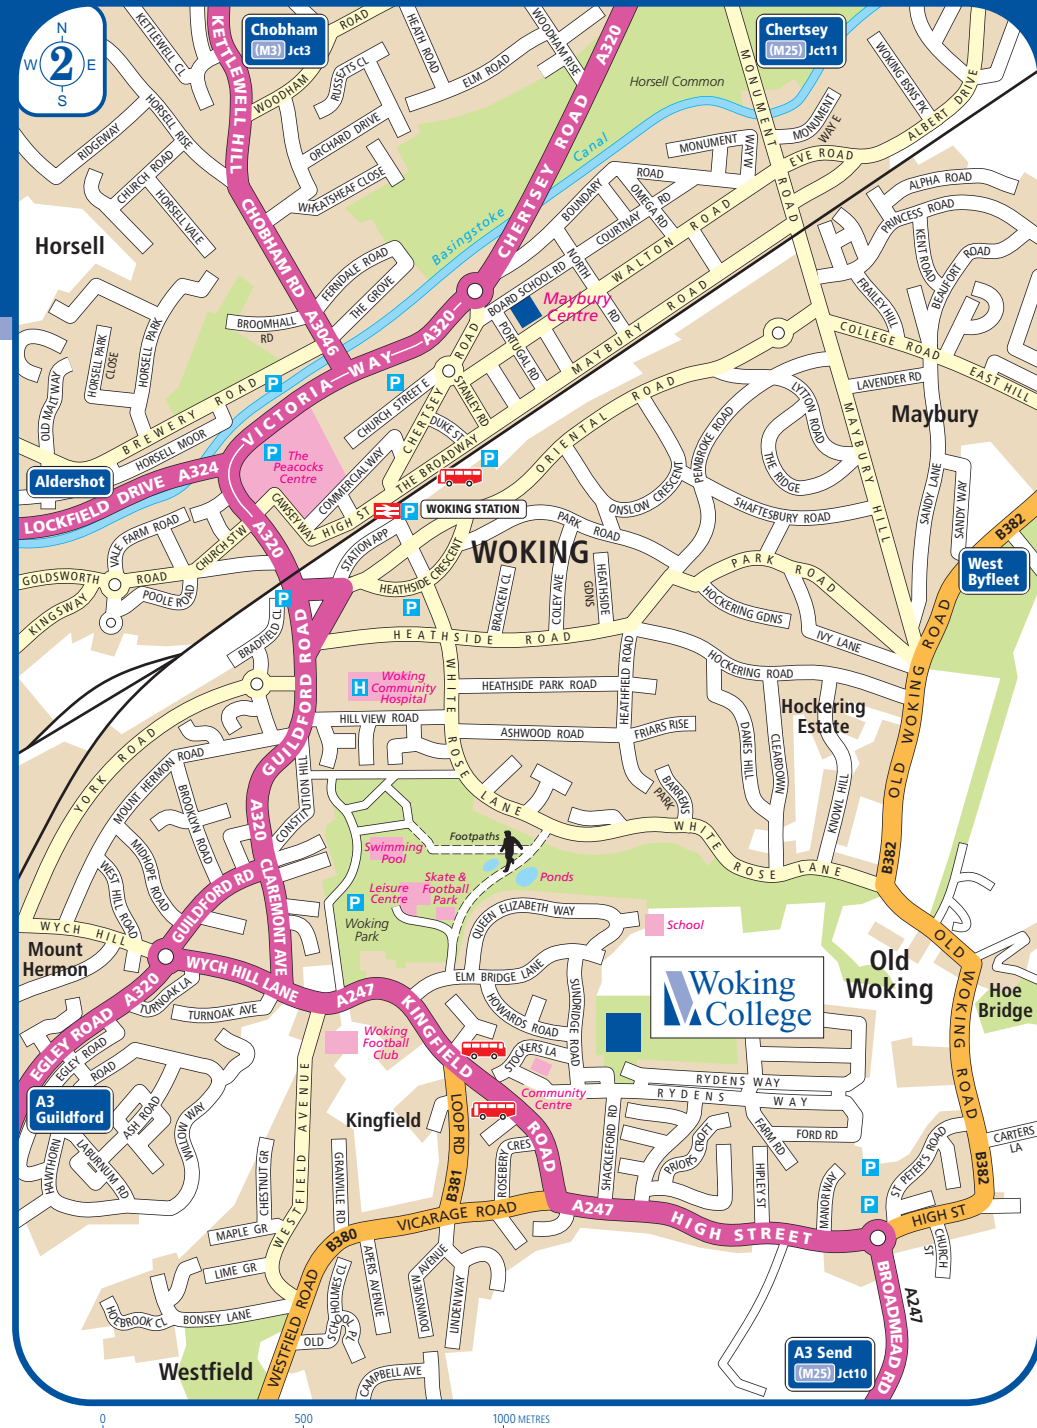 N
W 2 E
S
Chobham
(M3) Jct3
Chertsey
(M25) Jct11
KETTLEWELL CL
KETTLEWELL HILL
WOODHAM
ROAD
RUSSETTS CL
HEATH ROAD
ELM ROAD
WOODHAM RISE
A320
MONUMENT ROAD
Horsell Common
WOKING BSNS PK
ALBERT DRIVE
RIDGEWAY
HORSELL RISE
CHURCH ROAD
HORSELL VALE
ORCHARD DRIVE
WHEATSHEAF CLOSE
CHERTSEY ROAD
Basingstoke
Canal
MONUMENT
WAY W
MONUMENT
WAY E
EVE ROAD
ALPHA ROAD
PRINCESS ROAD
KENT ROAD
BEAUFORT
ROAD
FRAILEY HILL
Horsell
CHOBHAM RD
A3046
FERNDALE ROAD
THE GROVE
BROOMHALL
RD
BOUNDARY
ROAD
OMEGA RD
RD
COURTNAY
WALTON ROAD
NORTH
RD
BOARD SCHOOL RD
PORTUGAL RD
Maybury
Centre
MAYBURY ROAD
COLLEGE ROAD
EAST HILL
LAVENDER RD
Maybury
HORSELL PARK
CLOSE
HORSELL PARK
OLD MALT WAY
BREWERY ROAD
HORSELL MOOR
P
P
VICTORIA WAY
A320
CHERTSEY ROAD
STANLEY RD
DUKE ST
CHURCH STREET E
COMMERCIAL WAY
THE BROADWAY
P
The
Peacocks
Centre
P
ORIENTAL ROAD
PEMBROKE ROAD
LYTTON ROAD
THE RIDGE
MAYBURY HILL
SANDY LANE
SANDY WAY
B382
Aldershot
LOCKFIELD DRIVE A324
CAWSEY WAY
HIGH ST
P
WOKING STATION
STATION APP
ONSLOW CRESCENT
SHAFTESBURY ROAD
PARK
ROAD
WOKING
West
Byfleet
VALE FARM ROAD
CHURCH ST W
A320
GOLDSWORTH ROAD
KINGSWAY
POOLE ROAD
P
BRADFIELD CL
HEATHSIDE CRESCENT
P
BRACKEN CL
COLEY AVE
HEATHSIDE
GDNS
PARK ROAD
HOCKERING GDNS
IVY LANE
HEATHSIDE ROAD
GUILDFORD ROAD
H
Woking
Community
Hospital
HILL VIEW ROAD
HEATHSIDE PARK ROAD
HEATHFIELD ROAD
ASHWOOD ROAD
FRIARS RISE
HOCKERING ROAD
Hockering
Estate
DANES HILL
CLEARDOWN
KNOWL HILL
OLD WOKING ROAD
B382
YORK ROAD
MOUNT HERMON ROAD
BROOKLYN ROAD
CONSTITUTION HILL
A320
WHITE ROSE
LANE
BARRENS
PARK
WHITE
ROSE LANE
MIDHOPE ROAD
WEST HILL ROAD
GUILDFORD RD
CLAREMONT AVE
Footpaths
Swimming
Pool
Skate &
Football
Park
Ponds
Leisure
Centre
P
Woking
Park
QUEEN ELIZABETH WAY
School
WYCH HILL
Mount
Hermon
A320
WYCH HILL LANE
A247
ELM BRIDGE LANE
SUNDRIDGE ROAD
HOWARDS ROAD
Woking
College
Old
Woking
OLD WOKING ROAD
Hoe
Bridge
TURNOAK LA
TURNOAK AVE
EGLEY ROAD
EGLEY ROAD
ROAD
Woking
Football
Club
KINGFIELD
ROAD
STOCKERS LA
Community
Centre
RYDENS WAY
RYDENS WAY
A3
Guildford
ASH ROAD
WILLOW WAY
LABURNUM RD
HAWTHORN
WESTFIELD AVENUE
Kingfield
LOOP RD
B381
CRES
ROSEBERY
SHACKLEFORD RD
PRIORS CROFT
FARM RD
FORD RD
HIPLEY ST
MANOR WAY
P
P
ST PETER'S ROAD
B382
CARTERS
LA
CHESTNUT GR
GRANVILLE RD
MAPLE GR
LIME GR
VICARAGE ROAD
B380
A247
HIGH STREET
HIGH ST
CHURCH
ST
HOEBROOK CL
BONSEY LANE
WESTFIELD ROAD
SCH HOLMES CL
OLD
SCHOOL PL
APERS AVENUE
DOWNSVIEW AVENUE
LINDEN WAY
CAMPBELL AVE
Westfield
BROADMEAD RD
A247
A3 Send
(M25) Jct10
0 500 1000 METRES